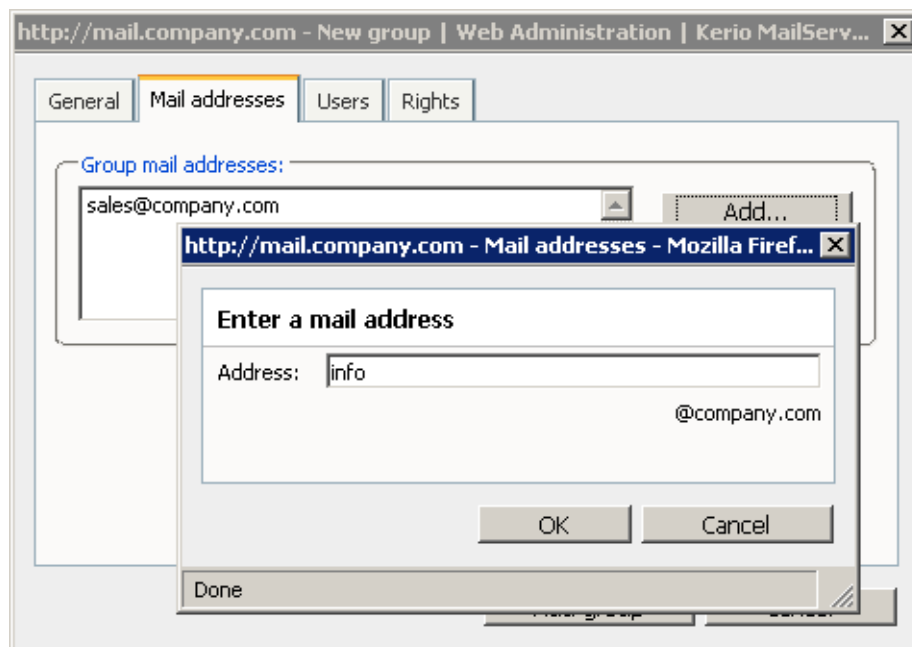 http://mail.company.com - New group | Web Administration | Kerio MailServ...
General Mail addresses Users Rights
Group mail addresses:
sales@company.com
Add...
http://mail.company.com - Mail addresses - Mozilla Firef...
Enter a mail address
Address: info
@company.com
OK Cancel
Done